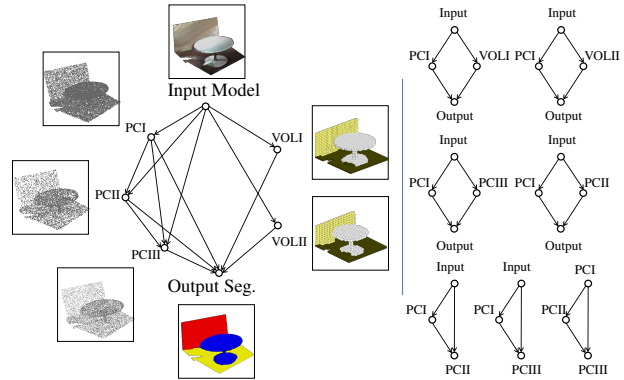 Input Model
PCI
VOLI
PCII
VOLII
PCIII
Output Seg.
Input Input
PCI VOLI PCI VOLII
Output Output
Input Input
PCI PCIII PCI PCII
Output Output
Input Input PCI
PCI PCI PCII
PCII PCIII PCIII